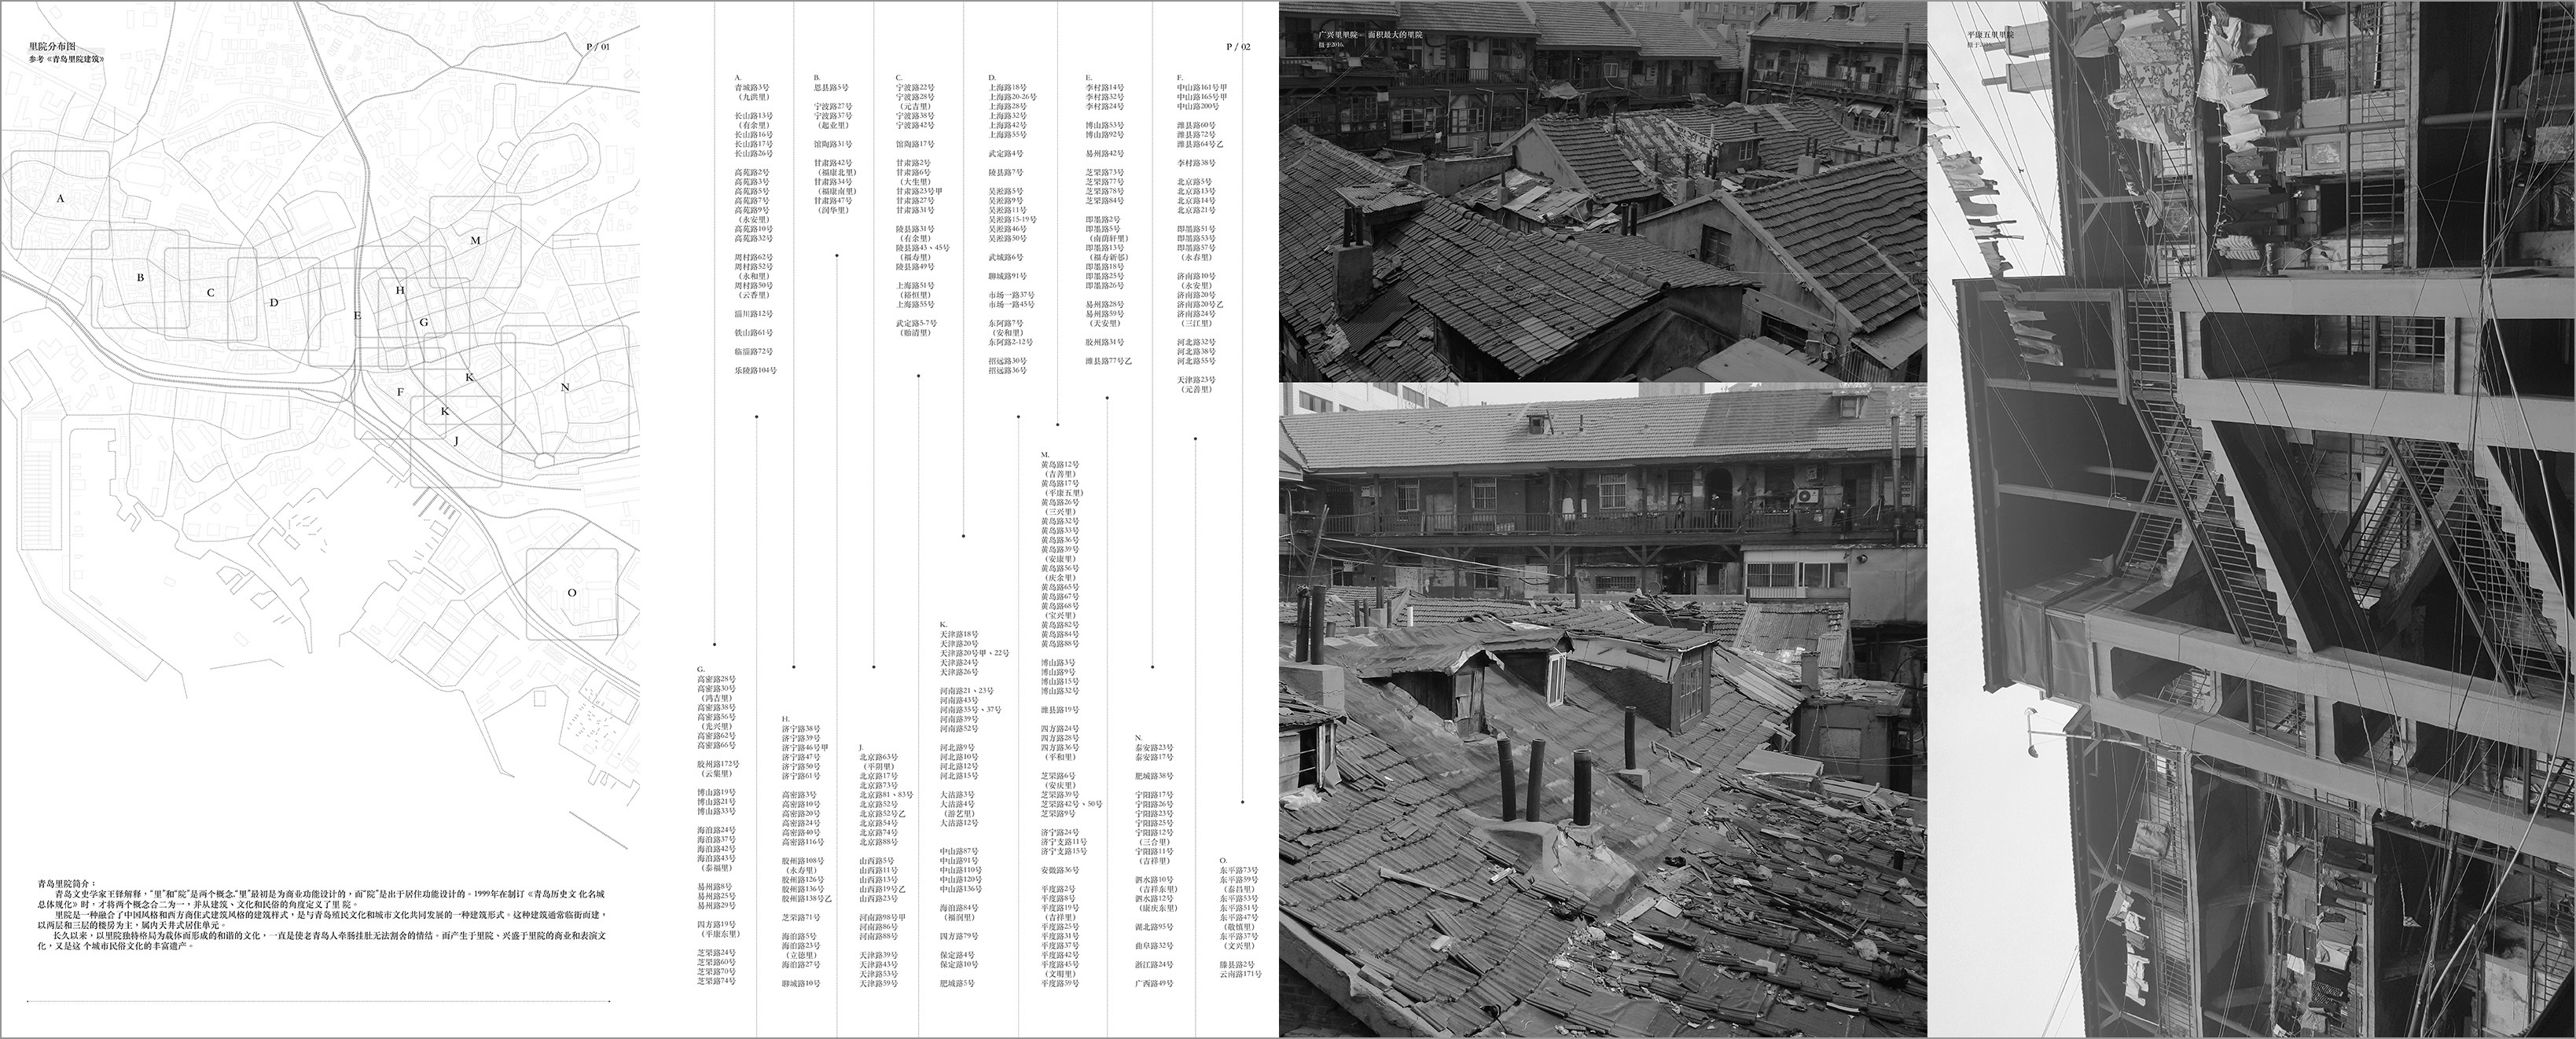 里院分布图
参考《青岛里院建筑》
P / 01
A
B
C
D
E
H
G
M
K
F
K
J
N
O
青岛里院简介：
青岛文史学家王铎解释，“里”和“院”是两个概念，“里”最初是为商业功能设计的，而“院”是出于居住功能设计的。1999年在制订《青岛历史文 化名城
总体规化》时，才将两个概念合二为一，并从建筑、文化和民俗的角度定义了里 院。
里院是一种融合了中国风格和西方商住式建筑风格的建筑样式，是与青岛殖民文化和城市文化共同发展的一种建筑形式。这种建筑通常临街而建，
以两层和三层的楼房为主，属内天井式居住单元。
长久以来，以里院独特格局为载体而形成的和谐的文化，一直是使老青岛人牵肠挂肚无法割舍的情结。而产生于里院、兴盛于里院的商业和表演文
化，又是这 个城市民俗文化的丰富遗产。
P / 02
A.
青城路3号
（九洪里）
长山路13号
（有余里）
长山路16号
长山路17号
长山路26号
高苑路2号
高苑路3号
高苑路5号
高苑路7号
高苑路9号
（永安里）
高苑路10号
高苑路32号
周村路62号
周村路52号
（永和里）
周村路50号
（云香里）
淄川路12号
铁山路61号
临淄路72号
乐陵路104号
B.
恩县路5号
宁波路27号
宁波路37号
（起业里）
馆陶路31号
甘肃路42号
（福康北里）
甘肃路34号
（福康南里）
甘肃路47号
（润华里）
C.
宁波路22号
宁波路28号
（元吉里）
宁波路38号
宁波路42号
馆陶路17号
甘肃路2号
甘肃路6号
（大生里）
甘肃路23号甲
甘肃路27号
甘肃路31号
陵县路31号
（有余里）
陵县路43、45号
（福寿里）
陵县路49号
上海路51号
（裕恒里）
上海路55号
武定路5-7号
（贻清里）
D.
上海路18号
上海路20-26号
上海路28号
上海路32号
上海路42号
上海路55号
武定路4号
陵县路7号
吴淞路5号
吴淞路9号
吴淞路11号
吴淞路15-19号
吴淞路46号
吴淞路50号
武城路6号
聊城路91号
市场一路37号
市场一路45号
东阿路7号
（安和里）
东阿路2-12号
招远路30号
招远路36号
E.
李村路14号
李村路32号
李村路24号
博山路53号
博山路92号
易州路42号
芝罘路73号
芝罘路77号
芝罘路78号
芝罘路84号
即墨路2号
即墨路5号
（南荫轩里）
即墨路13号
（福寿新邨）
即墨路18号
即墨路25号
即墨路26号
易州路28号
易州路59号
（天安里）
胶州路31号
潍县路77号乙
F.
中山路161号甲
中山路165号甲
中山路200号
潍县路60号
潍县路72号
潍县路64号乙
李村路38号
北京路5号
北京路13号
北京路14号
北京路21号
即墨路51号
即墨路53号
即墨路57号
（永春里）
济南路10号
（永安里）
济南路20号
济南路20号乙
济南路24号
（三江里）
河北路32号
河北路38号
河北路55号
天津路23号
（元善里）
G.
高密路28号
高密路30号
（鸿吉里）
高密路38号
高密路56号
（光兴里）
高密路62号
高密路66号
胶州路172号
（云集里）
博山路19号
博山路21号
博山路33号
海泊路24号
海泊路37号
海泊路42号
海泊路43号
（泰福里）
易州路8号
易州路25号
易州路29号
四方路19号
（平康东里）
芝罘路24号
芝罘路60号
芝罘路70号
芝罘路74号
H.
济宁路38号
济宁路39号
济宁路46号甲
济宁路47号
济宁路50号
济宁路61号
高密路3号
高密路10号
高密路20号
高密路24号
高密路40号
高密路116号
胶州路108号
（永寿里）
胶州路126号
胶州路136号
胶州路138号乙
芝罘路71号
海泊路5号
海泊路23号
（立德里）
海泊路27号
聊城路10号
J.
北京路63号
（平阴里）
北京路17号
北京路73号
北京路81、83号
北京路52号
北京路52号乙
北京路54号
北京路74号
北京路88号
山西路5号
山西路11号
山西路13号
山西路19号乙
山西路23号
河南路98号甲
河南路86号
河南路88号
天津路39号
天津路43号
天津路53号
天津路59号
K.
天津路18号
天津路20号
天津路20号甲、22号
天津路24号
天津路26号
河南路21、23号
河南路43号
河南路35号、37号
河南路39号
河南路52号
河北路9号
河北路10号
河北路12号
河北路15号
大沽路3号
大沽路4号
（游艺里）
大沽路12号
中山路87号
中山路91号
中山路110号
中山路120号
中山路136号
海泊路84号
（福润里）
四方路79号
保定路4号
保定路10号
肥城路5号
M.
黄岛路12号
（吉善里）
黄岛路17号
（平康五里）
黄岛路26号
（三兴里）
黄岛路32号
黄岛路33号
黄岛路36号
黄岛路39号
（安康里）
黄岛路56号
（庆余里）
黄岛路65号
黄岛路67号
黄岛路68号
（宝兴里）
黄岛路82号
黄岛路84号
黄岛路88号
博山路3号
博山路9号
博山路15号
博山路32号
潍县路19号
四方路24号
四方路28号
四方路36号
（平和里）
芝罘路6号
（安庆里）
芝罘路39号
芝罘路42号、50号
芝罘路9号
济宁路24号
济宁支路11号
济宁支路15号
安徽路36号
平度路2号
平度路8号
平度路19号
（吉祥里）
平度路25号
平度路31号
平度路37号
平度路42号
平度路45号
（文明里）
平度路59号
N.
泰安路23号
泰安路17号
肥城路38号
宁阳路17号
宁阳路26号
宁阳路23号
宁阳路25号
宁阳路12号
（三合里）
宁阳路11号
（吉祥里）
泗水路10号
（吉祥东里）
泗水路12号
（康庆东里）
湖北路95号
曲阜路32号
浙江路24号
广西路49号
O.
东平路73号
东平路59号
（泰昌里）
东平路53号
东平路51号
东平路47号
（敬慎里）
东平路37号
（文兴里）
滕县路2号
云南路171号
广兴里里院 面积最大的里院
摄于2016.
平康五里里院